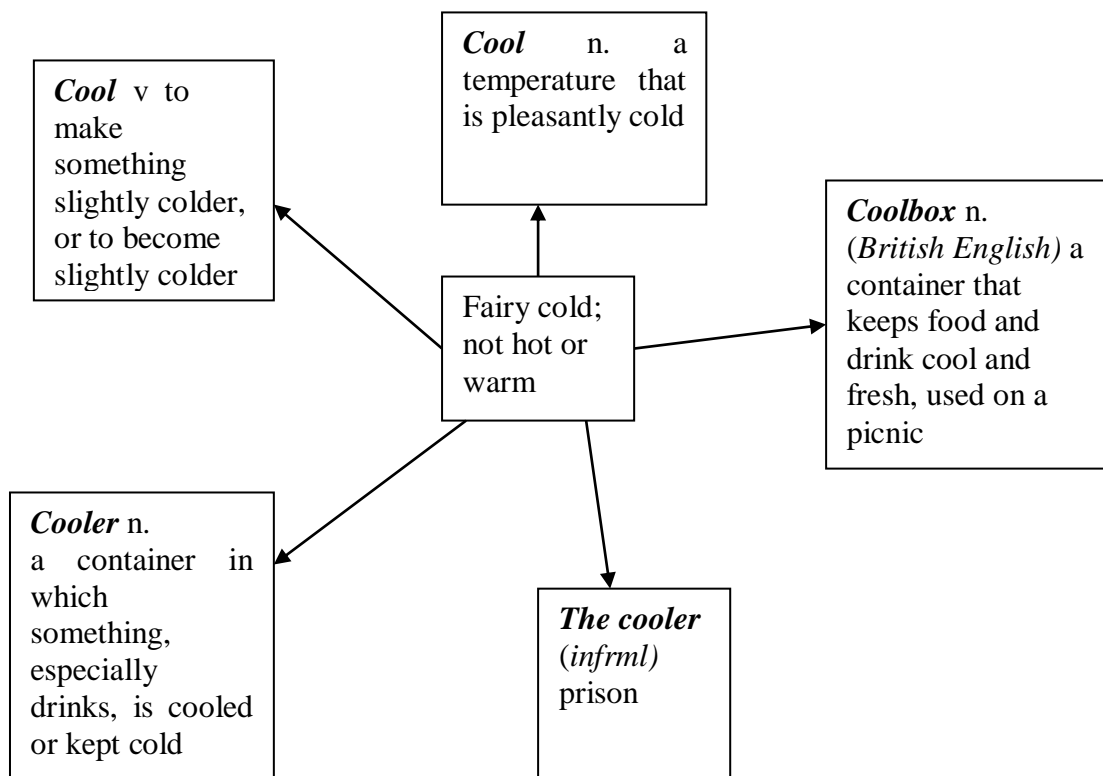 Cool n. a
temperature that
is pleasantly cold
Cool v to
make
something
slightly colder,
or to become
slightly colder
Coolbox n.
(British English) a
container that
keeps food and
drink cool and
fresh, used on a
picnic
Fairy cold;
not hot or
warm
Cooler n.
a container in
which
something,
especially
drinks, is cooled
or kept cold
The cooler
(infrml)
prison